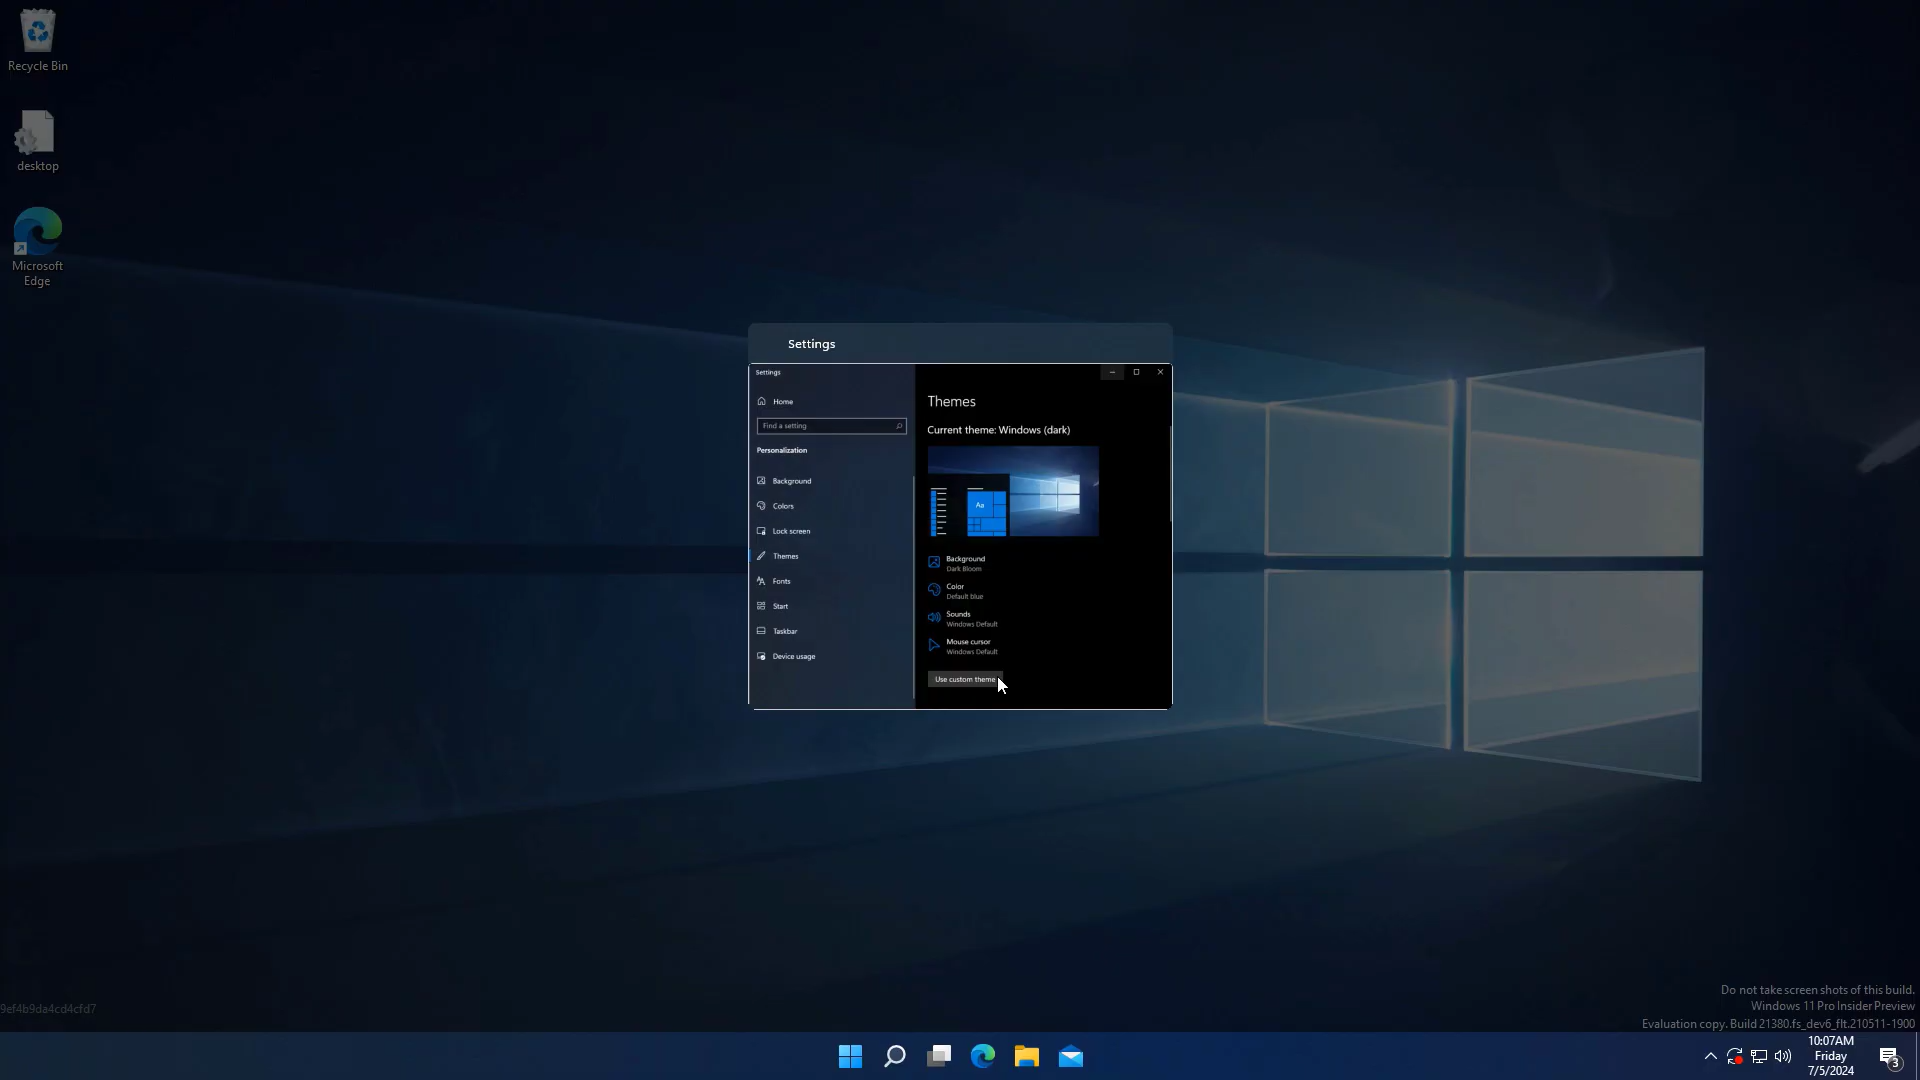 Recycle Bin
desktop
Microsoft
Edge
Settings
Settings
Home
Find a setting
Personalization
Background
Colors
Lock screen
Themes
Fonts
Start
Taskbar
Device usage
Themes
Current theme: Windows (dark)
Aa
Background
Dark Bloom
Color
Default blue
Sounds
Windows Default
Mouse cursor
Windows Default
Use custom theme
9ef4b9da4cd4cfd7
Do not take screen shots of this build.
Windows 11 Pro Insider Preview
Evaluation copy. Build 21380.fs_dev6_flt.210511-1900
10:07AM
Friday
7/5/2024
3